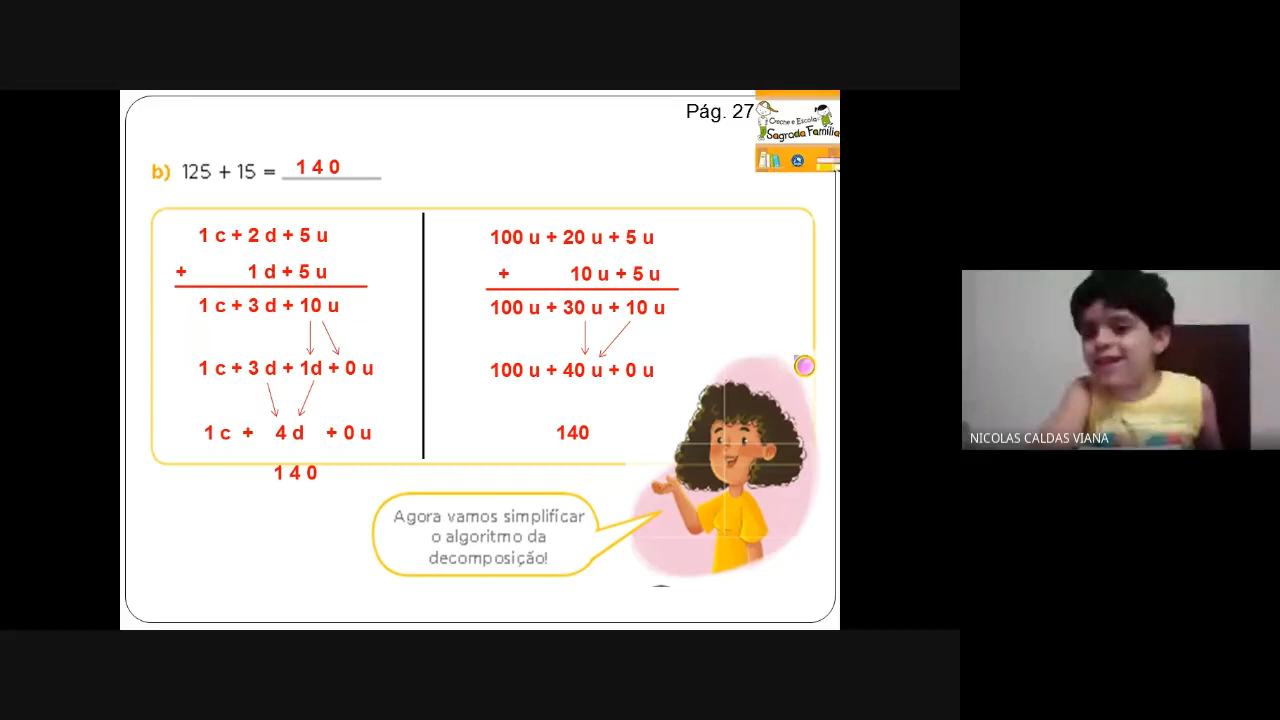 Pág. 27
Creche e Escola
Sagrada Família
b) 125 + 15 = 140
1 c + 2 d + 5 u
+ 1 d + 5 u
1 c + 3 d + 10 u
1 c + 3 d + 1d + 0 u
1 c + 4 d + 0 u
1 4 0
100 u + 20 u + 5 u
+ 10 u + 5 u
100 u + 30 u + 10 u
100 u + 40 u + 0 u
140
Agora vamos simplificar
o algoritmo da
decomposição!
NICOLAS CALDAS VIANA